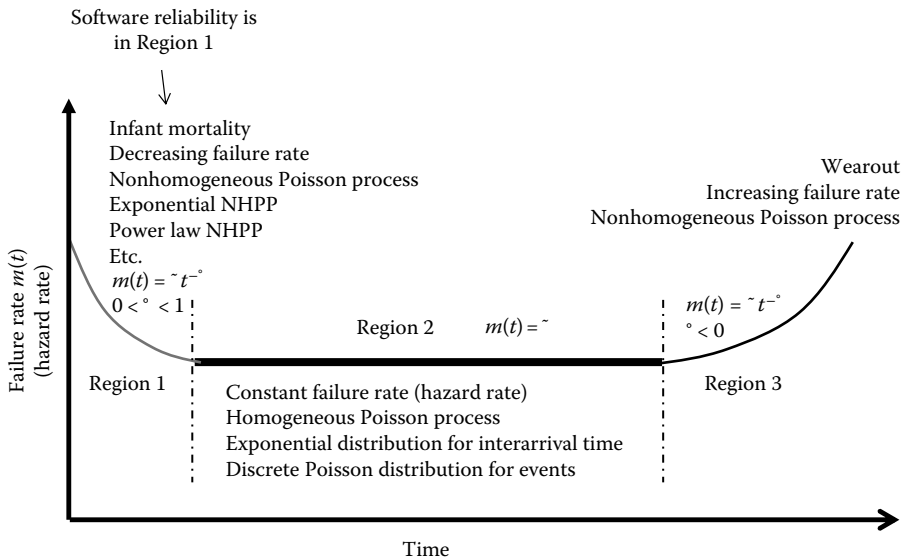 Software reliability is
in Region 1
Infant mortality
Decreasing failure rate
Nonhomogeneous Poisson process
Exponential NHPP
Power law NHPP
Etc.
m(t) = ˜ t⁻˚
0 < ˚ < 1
Wearout
Increasing failure rate
Nonhomogeneous Poisson process
m(t) = ˜ t⁻˚
˚ < 0
Region 2 m(t) = ˜
Region 1
Region 3
Constant failure rate (hazard rate)
Homogeneous Poisson process
Exponential distribution for interarrival time
Discrete Poisson distribution for events
Failure rate m(t)
(hazard rate)
Time